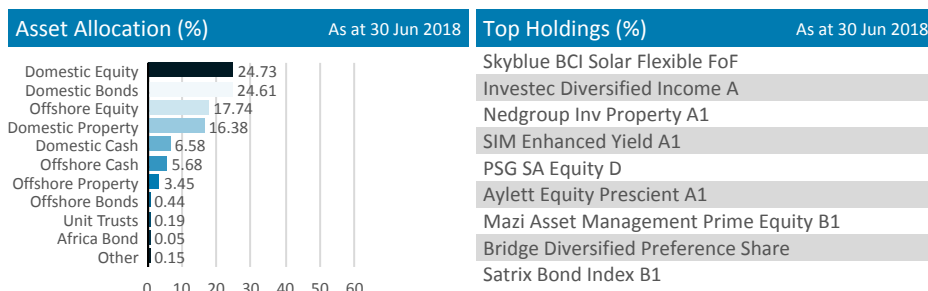 Asset Allocation (%) As at 30 Jun 2018
Domestic Equity 24.73
Domestic Bonds 24.61
Offshore Equity 17.74
Domestic Property 16.38
Domestic Cash 6.58
Offshore Cash 5.68
Offshore Property 3.45
Offshore Bonds 0.44
Unit Trusts 0.19
Africa Bond 0.05
Other 0.15
0 10 20 30 40 50 60
Top Holdings (%) As at 30 Jun 2018
Skyblue BCI Solar Flexible FoF
Investec Diversified Income A
Nedgroup Inv Property A1
SIM Enhanced Yield A1
PSG SA Equity D
Aylett Equity Prescient A1
Mazi Asset Management Prime Equity B1
Bridge Diversified Preference Share
Satrix Bond Index B1